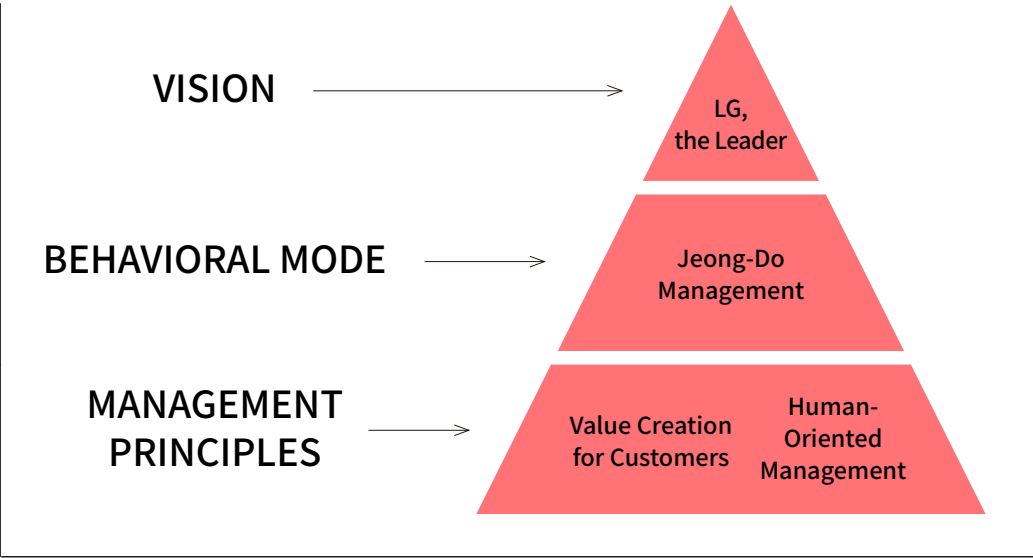 VISION
LG,
the Leader
BEHAVIORAL MODE
Jeong-Do
Management
MANAGEMENT
PRINCIPLES
Value Creation
for Customers
Human-
Oriented
Management